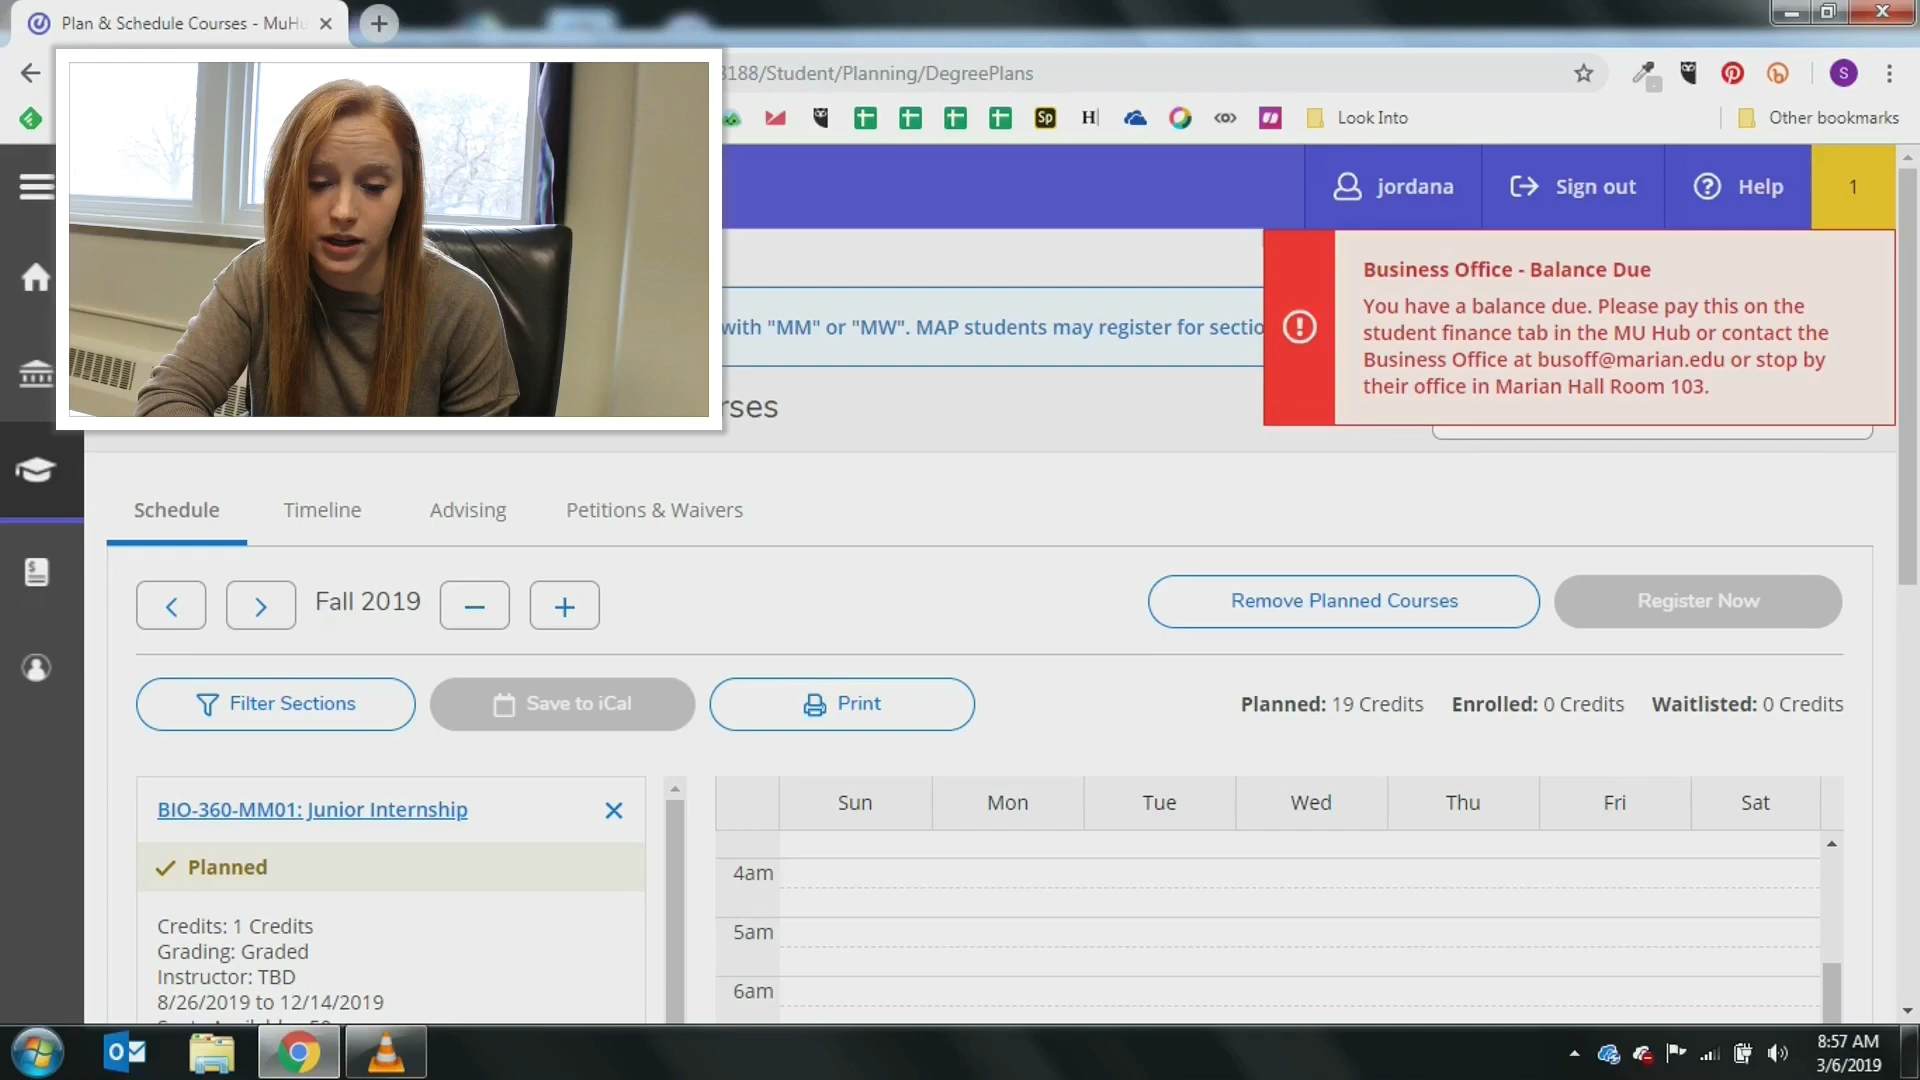 Plan & Schedule Courses - MuHu
3188/Student/Planning/DegreePlans
S
Sp
H
Look Into
Other bookmarks
jordana
Sign out
Help
1
Business Office - Balance Due
You have a balance due. Please pay this on the
student finance tab in the MU Hub or contact the
Business Office at busoff@marian.edu or stop by
their office in Marian Hall Room 103.
with "MM" or "MW". MAP students may register for sectio
rses
Schedule
Timeline
Advising
Petitions & Waivers
Fall 2019
Remove Planned Courses
Register Now
Filter Sections
Save to iCal
Print
Planned: 19 Credits
Enrolled: 0 Credits
Waitlisted: 0 Credits
BIO-360-MM01: Junior Internship
Planned
Credits: 1 Credits
Grading: Graded
Instructor: TBD
8/26/2019 to 12/14/2019
Sun Mon Tue Wed Thu Fri Sat
4am
5am
6am
8:57 AM
3/6/2019